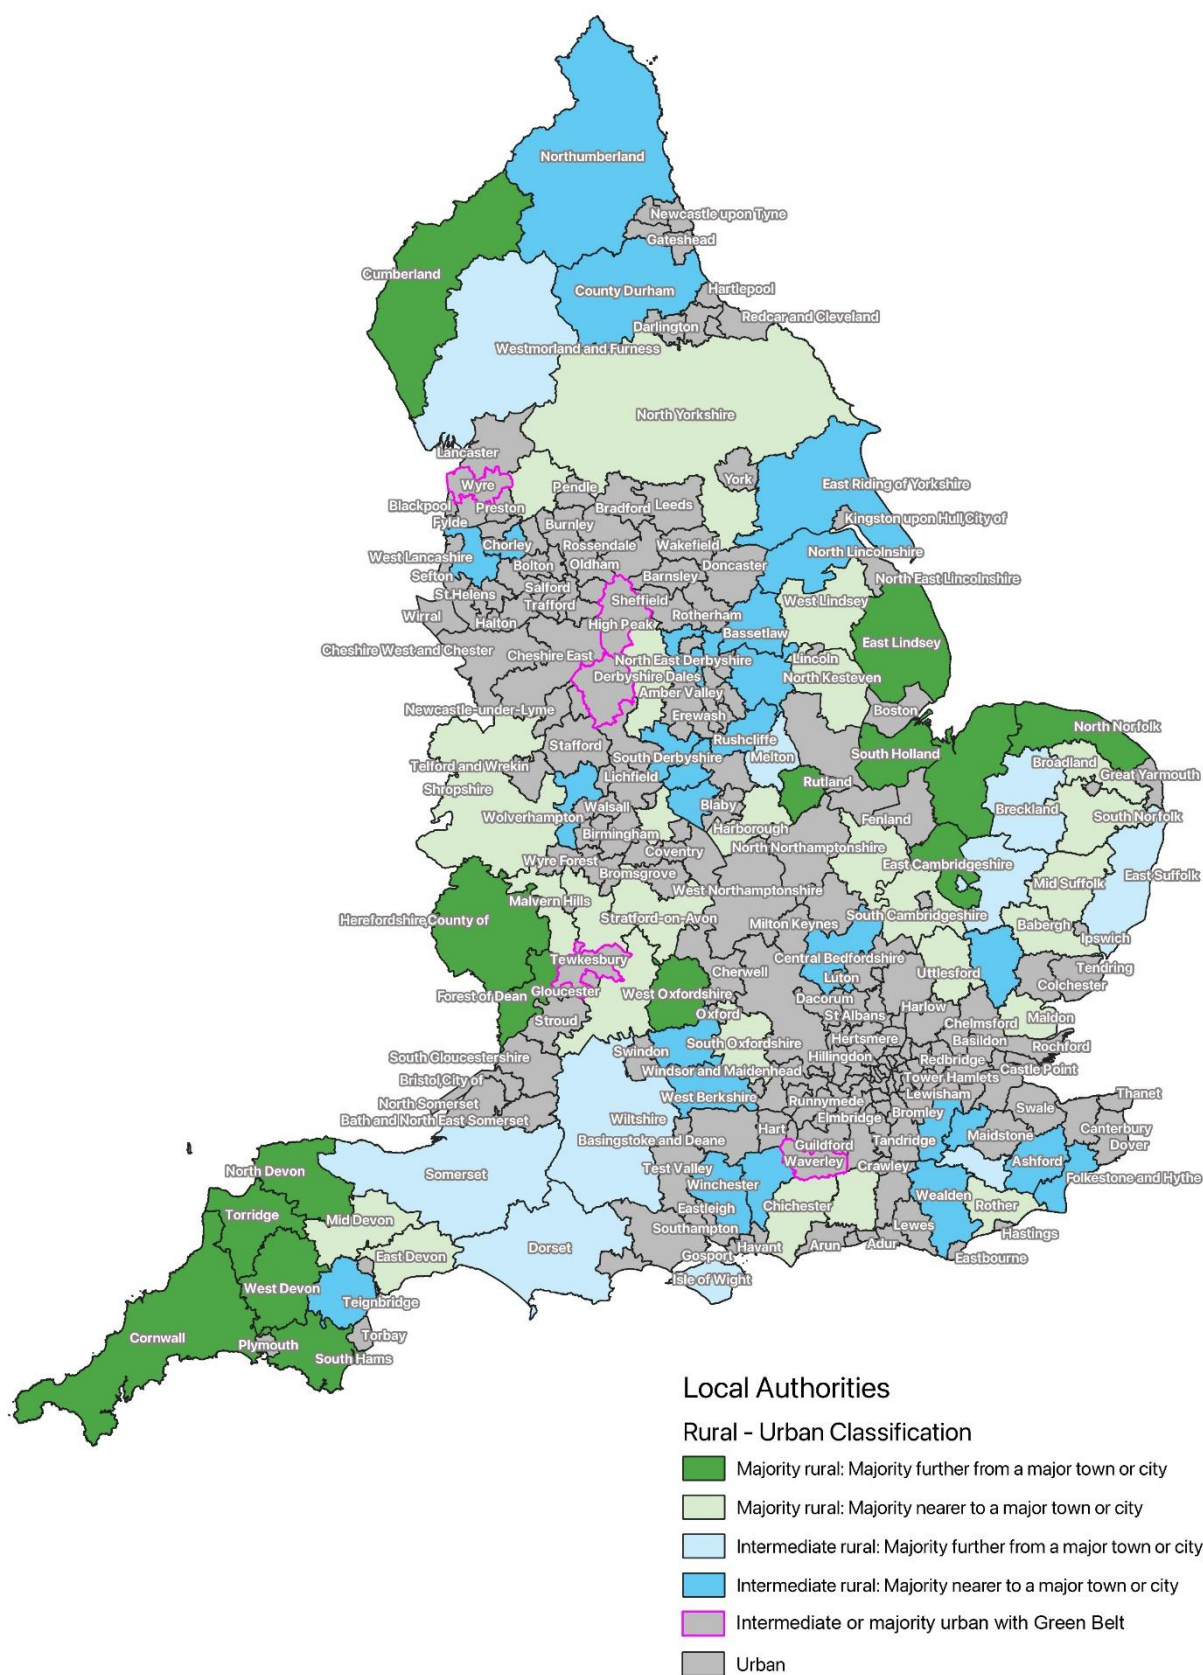 Northumberland
Newcastle upon Tyne
Gateshead
Cumberland
County Durham
Hartlepool
Redcar and Cleveland
Darlington
Westmorland and Furness
North Yorkshire
Lancaster
Wyre
Pendle
York
East Riding of Yorkshire
Blackpool
Preston
Bradford
Leeds
Fylde
Burnley
Kingston upon Hull,City of
Chorley
Rossendale
Wakefield
North Lincolnshire
West Lancashire
Bolton
Oldham
Doncaster
Sefton
Barnsley
North East Lincolnshire
St.Helens
Salford
Sheffield
West Lindsey
Wirral
Trafford
Rotherham
Halton
High Peak
Bassetlaw
East Lindsey
Cheshire West and Chester
Cheshire East
North East Derbyshire
Lincoln
Derbyshire Dales
North Kesteven
Amber Valley
Newcastle-under-Lyme
Erewash
Boston
North Norfolk
Stafford
Rushcliffe
South Derbyshire
Melton
South Holland
Broadland
Telford and Wrekin
Lichfield
Rutland
Great Yarmouth
Shropshire
Walsall
Blaby
Breckland
South Norfolk
Wolverhampton
Birmingham
Harborough
Fenland
Coventry
North Northamptonshire
Wyre Forest
East Cambridgeshire
Bromsgrove
East Suffolk
West Northamptonshire
Mid Suffolk
Malvern Hills
Herefordshire,County of
Stratford-on-Avon
Milton Keynes
South Cambridgeshire
Babergh
Ipswich
Tewkesbury
Central Bedfordshire
Cherwell
Luton
Uttlesford
Tendring
Gloucester
Colchester
Forest of Dean
West Oxfordshire
Dacorum
Harlow
Oxford
St Albans
Maldon
Stroud
Chelmsford
Hertsmere
Basildon
South Gloucestershire
Swindon
South Oxfordshire
Hillingdon
Rochford
Redbridge
Bristol,City of
Windsor and Maidenhead
Castle Point
Tower Hamlets
North Somerset
West Berkshire
Runnymede
Lewisham
Thanet
Wiltshire
Elmbridge
Bromley
Swale
Bath and North East Somerset
Hart
Canterbury
Basingstoke and Deane
Guildford
Tandridge
Maidstone
Dover
Waverley
North Devon
Somerset
Test Valley
Crawley
Ashford
Winchester
Folkestone and Hythe
Torridge
Wealden
Mid Devon
Eastleigh
Chichester
Rother
Southampton
Lewes
Hastings
Dorset
Havant
Arun
Adur
East Devon
Gosport
Eastbourne
Isle of Wight
West Devon
Teignbridge
Cornwall
Plymouth
Torbay
South Hams
Local Authorities
Rural - Urban Classification
Majority rural: Majority further from a major town or city
Majority rural: Majority nearer to a major town or city
Intermediate rural: Majority further from a major town or city
Intermediate rural: Majority nearer to a major town or city
Intermediate or majority urban with Green Belt
Urban